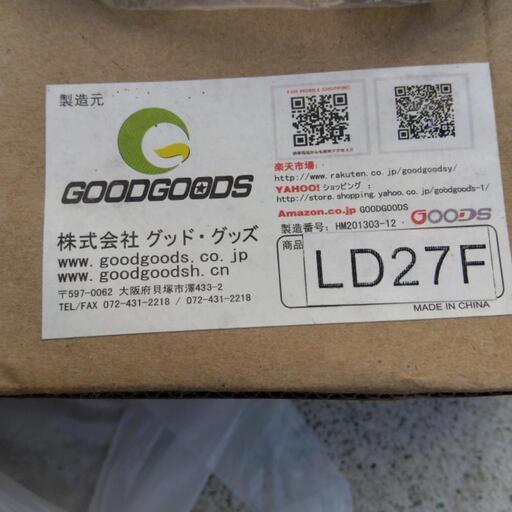 製造元
GOODGOODS
株式会社 グッド・グッズ
www. goodgoods. co. jp
www. goodgoodsh. cn
〒597-0062 大阪府貝塚市澤433-2
TEL/FAX 072-431-2218 / 072-431-2218
FOR MOBILE SHOPPING
楽天市場:
http://www.rakuten.co.jp/goodgoodsy/
YAHOO! ショッピング :
http://store.shopping.yahoo.co.jp/goodgoods-1/
Amazon.co.jp GOODGOODS
製造番号: HM201303-12
GOODS
商品
LD27F
MADE IN CHINA